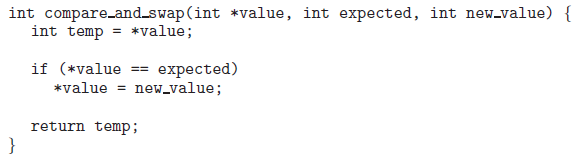 int compare_and_swap(int *value, int expected, int new_value) {
int temp = *value;
if (*value == expected)
*value = new_value;
return temp;
}